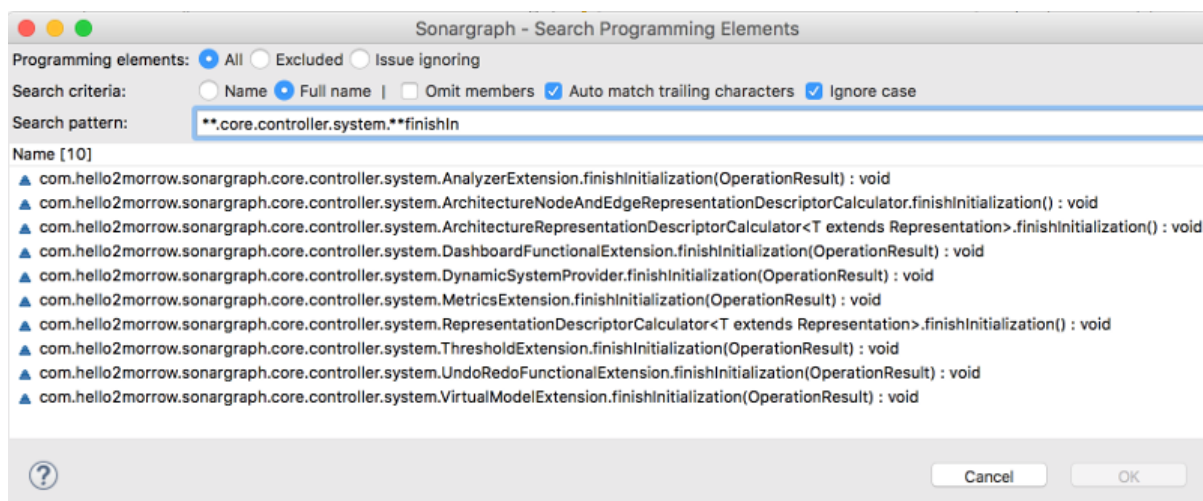 Sonargraph - Search Programming Elements
Programming elements: All Excluded Issue ignoring
Search criteria: Name Full name | Omit members Auto match trailing characters Ignore case
Search pattern: **.core.controller.system.**finishIn
Name [10]
com.hello2morrow.sonargraph.core.controller.system.AnalyzerExtension.finishInitialization(OperationResult) : void
com.hello2morrow.sonargraph.core.controller.system.ArchitectureNodeAndEdgeRepresentationDescriptorCalculator.finishInitialization() : void
com.hello2morrow.sonargraph.core.controller.system.ArchitectureRepresentationDescriptorCalculator<T extends Representation>.finishInitialization() : void
com.hello2morrow.sonargraph.core.controller.system.DashboardFunctionalExtension.finishInitialization(OperationResult) : void
com.hello2morrow.sonargraph.core.controller.system.DynamicSystemProvider.finishInitialization(OperationResult) : void
com.hello2morrow.sonargraph.core.controller.system.MetricsExtension.finishInitialization(OperationResult) : void
com.hello2morrow.sonargraph.core.controller.system.RepresentationDescriptorCalculator<T extends Representation>.finishInitialization() : void
com.hello2morrow.sonargraph.core.controller.system.ThresholdExtension.finishInitialization(OperationResult) : void
com.hello2morrow.sonargraph.core.controller.system.UndoRedoFunctionalExtension.finishInitialization(OperationResult) : void
com.hello2morrow.sonargraph.core.controller.system.VirtualModelExtension.finishInitialization(OperationResult) : void
? Cancel OK